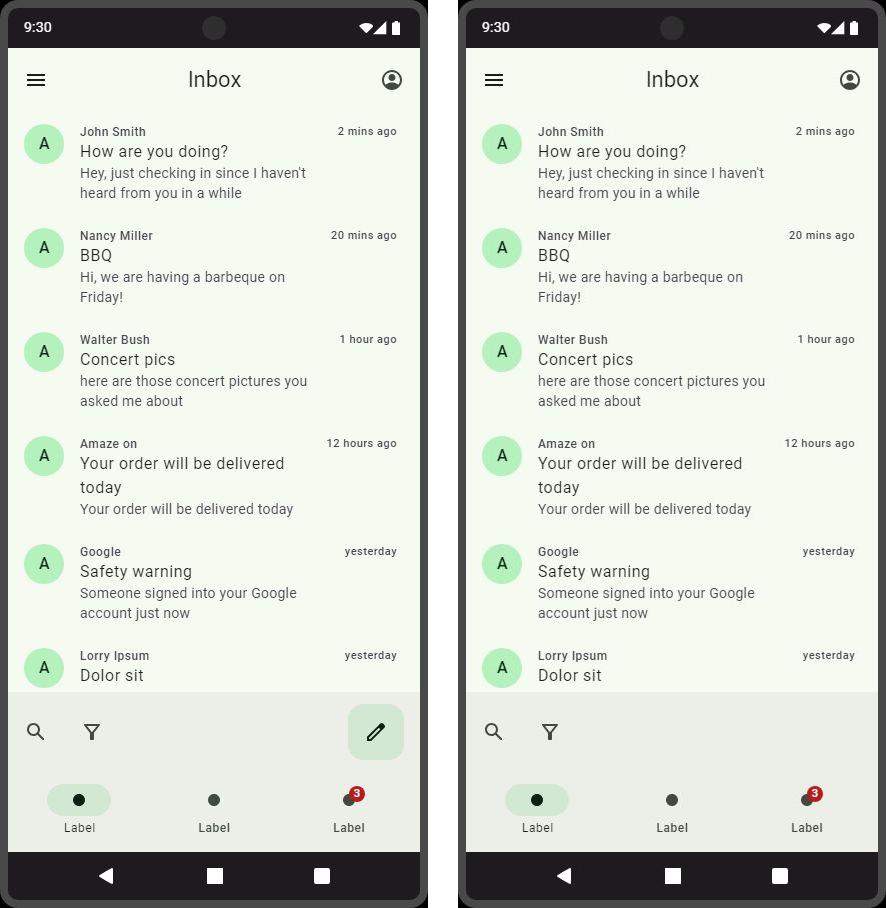 9:30
Inbox
A
John Smith
2 mins ago
How are you doing?
Hey, just checking in since I haven't
heard from you in a while
A
Nancy Miller
20 mins ago
BBQ
Hi, we are having a barbeque on
Friday!
A
Walter Bush
1 hour ago
Concert pics
here are those concert pictures you
asked me about
A
Amaze on
12 hours ago
Your order will be delivered
today
Your order will be delivered today
A
Google
yesterday
Safety warning
Someone signed into your Google
account just now
A
Lorry Ipsum
yesterday
Dolor sit
3
Label
Label
Label
9:30
Inbox
A
John Smith
2 mins ago
How are you doing?
Hey, just checking in since I haven't
heard from you in a while
A
Nancy Miller
20 mins ago
BBQ
Hi, we are having a barbeque on
Friday!
A
Walter Bush
1 hour ago
Concert pics
here are those concert pictures you
asked me about
A
Amaze on
12 hours ago
Your order will be delivered
today
Your order will be delivered today
A
Google
yesterday
Safety warning
Someone signed into your Google
account just now
A
Lorry Ipsum
yesterday
Dolor sit
3
Label
Label
Label